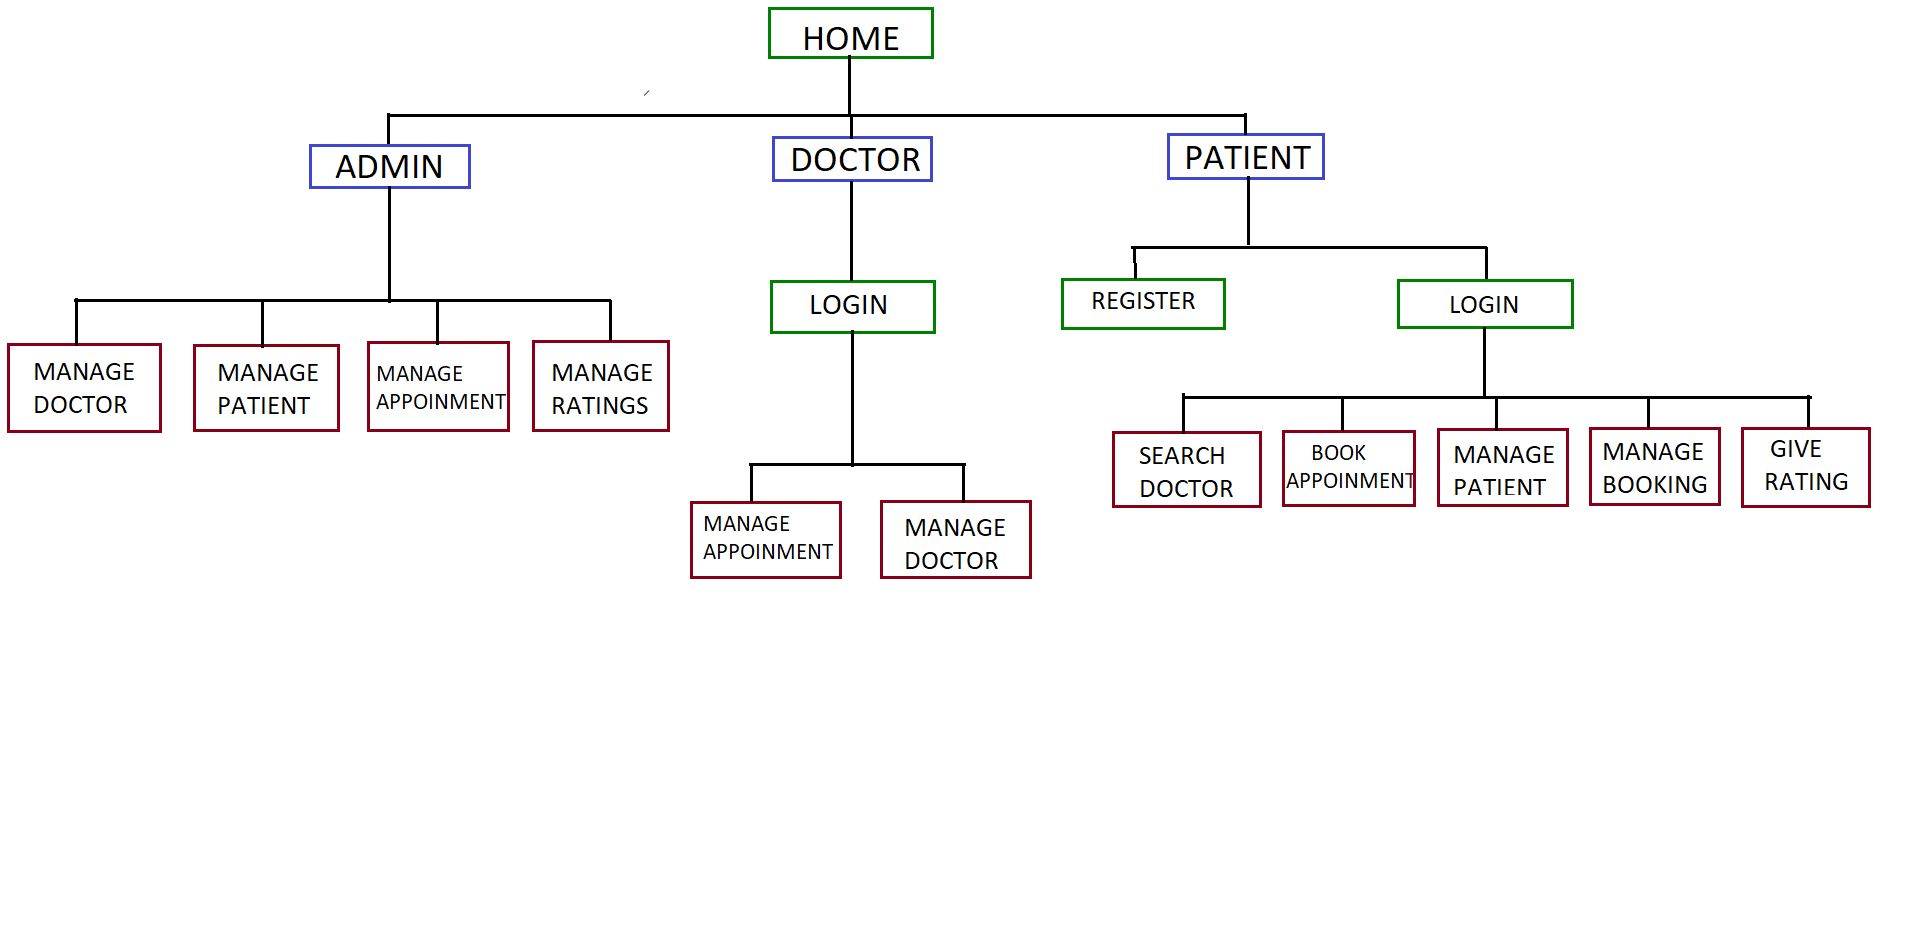 HOME
ADMIN
DOCTOR
PATIENT
REGISTER
LOGIN
LOGIN
MANAGE
DOCTOR
MANAGE
PATIENT
MANAGE
APPOINMENT
MANAGE
RATINGS
SEARCH
DOCTOR
BOOK
APPOINMENT
MANAGE
PATIENT
MANAGE
BOOKING
GIVE
RATING
MANAGE
APPOINMENT
MANAGE
DOCTOR